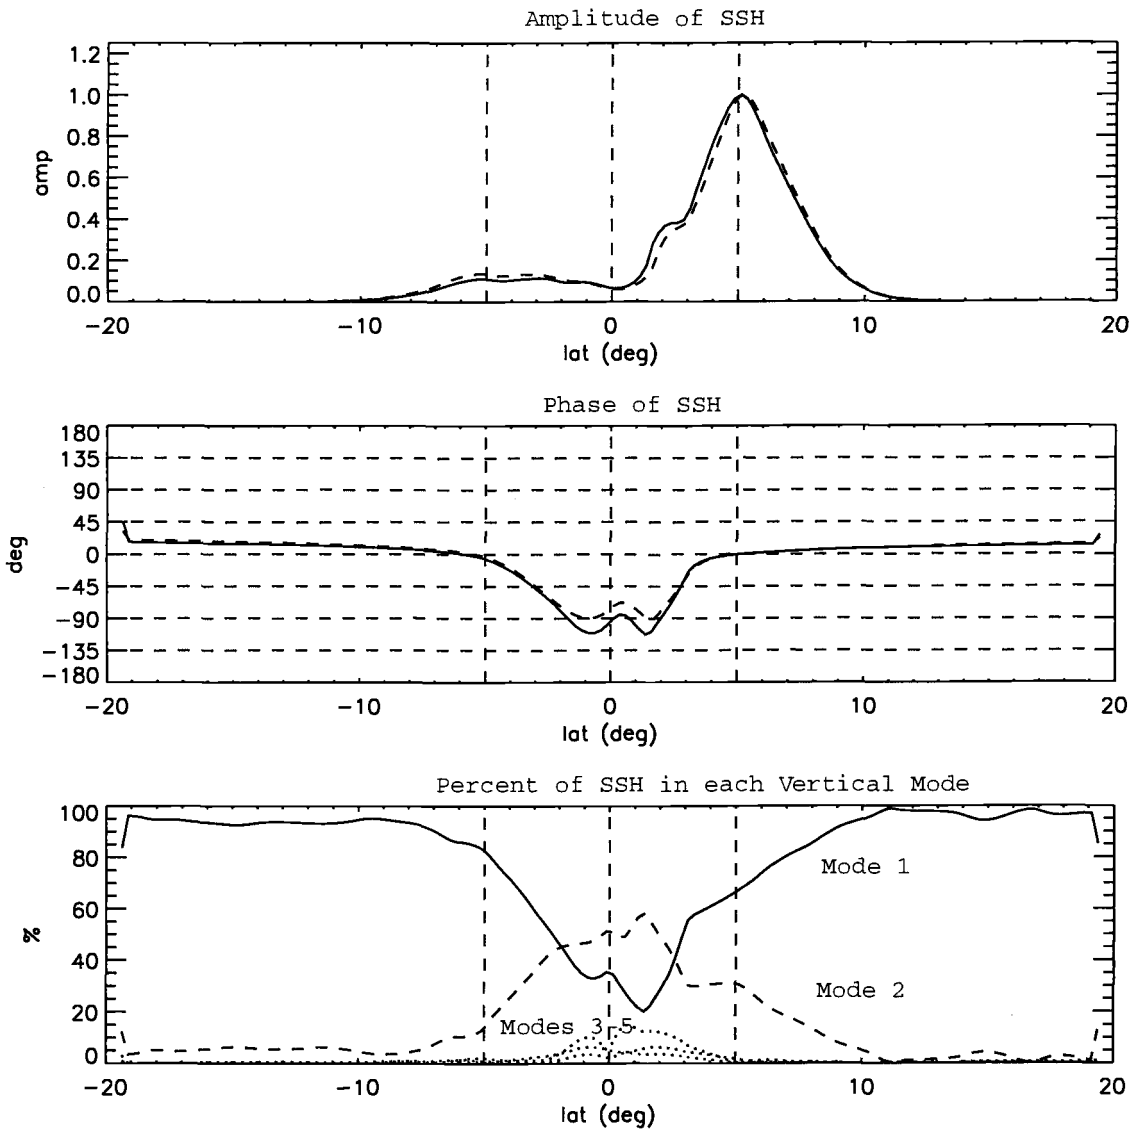 Amplitude of SSH
1.2
1.0
0.8
0.6
0.4
0.2
0.0
amp
-20 -10 0 10 20
lat (deg)
Phase of SSH
180
135
90
45
0
-45
-90
-135
-180
deg
-20 -10 0 10 20
lat (deg)
Percent of SSH in each Vertical Mode
100
80
60
40
20
0
%
Mode 1
Mode 2
Modes 3-5
-20 -10 0 10 20
lat (deg)